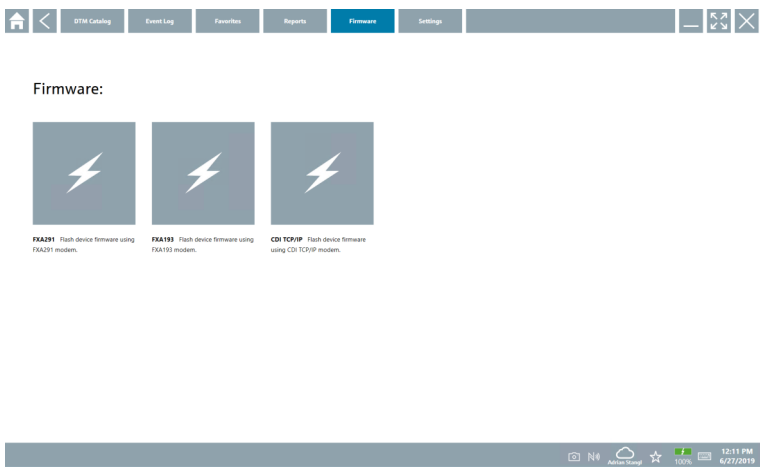 DTM Catalog
Event Log
Favorites
Reports
Firmware
Settings
Firmware:
FXA291 Flash device firmware using
FXA291 modem.
FXA193 Flash device firmware using
FXA193 modem.
CDI TCP/IP Flash device firmware
using CDI TCP/IP modem.
Adrian Stangl
100%
12:11 PM
6/27/2019